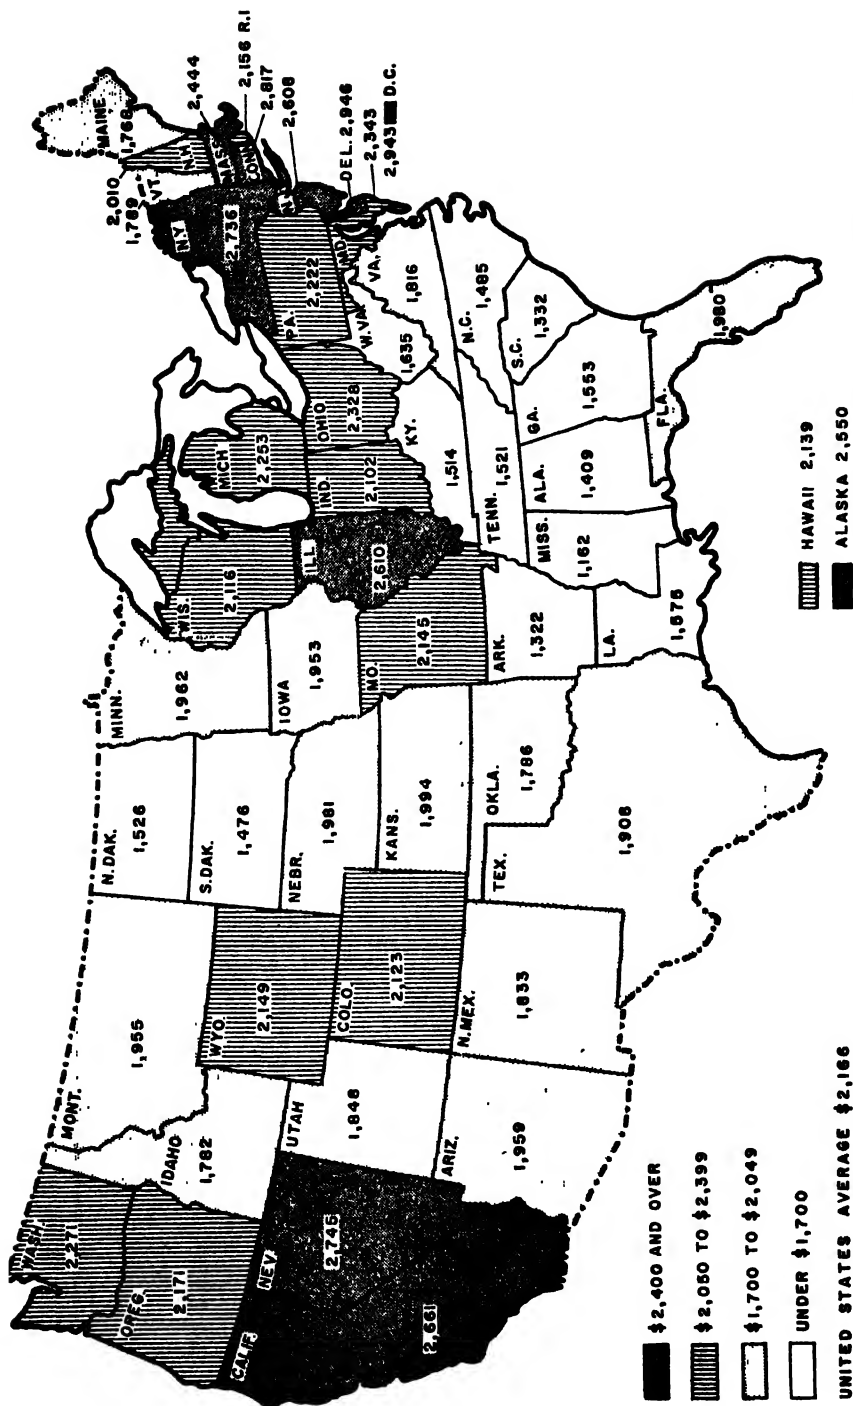 WASH.
2,271
OREG.
2,171
CALIF.
2,661
NEV.
2,745
IDAHO
1,782
MONT.
1,955
WYO.
2,149
UTAH
1,848
COLO.
2,123
ARIZ.
1,959
N.MEX.
1,833
N.DAK.
1,526
S.DAK.
1,476
NEBR.
1,981
KANS.
1,994
OKLA.
1,786
TEX.
1,908
MINN.
1,962
IOWA
1,953
MO.
2,145
ARK.
1,322
LA.
1,575
WIS.
2,116
ILL.
2,610
MICH
2,253
IND.
2,102
OHIO
2,328
KY.
1,514
TENN.
1,521
MISS.
1,162
ALA.
1,409
GA.
1,553
FLA.
1,980
S.C.
1,332
N.C.
1,485
VA.
1,816
W.VA.
1,635
PA.
2,222
N.Y.
2,736
VT.
1,789
N.H.
2,010
MAINE
1,768
MASS.
2,444
2,156 R.I
CONN.
2,817
N.J.
2,608
DEL. 2,946
MD.
2,343
2,943 D.C.
$2,400 AND OVER
$2,050 TO $2,399
$1,700 TO $2,049
UNDER $1,700
UNITED STATES AVERAGE $2,166
HAWAII 2,139
ALASKA 2,550